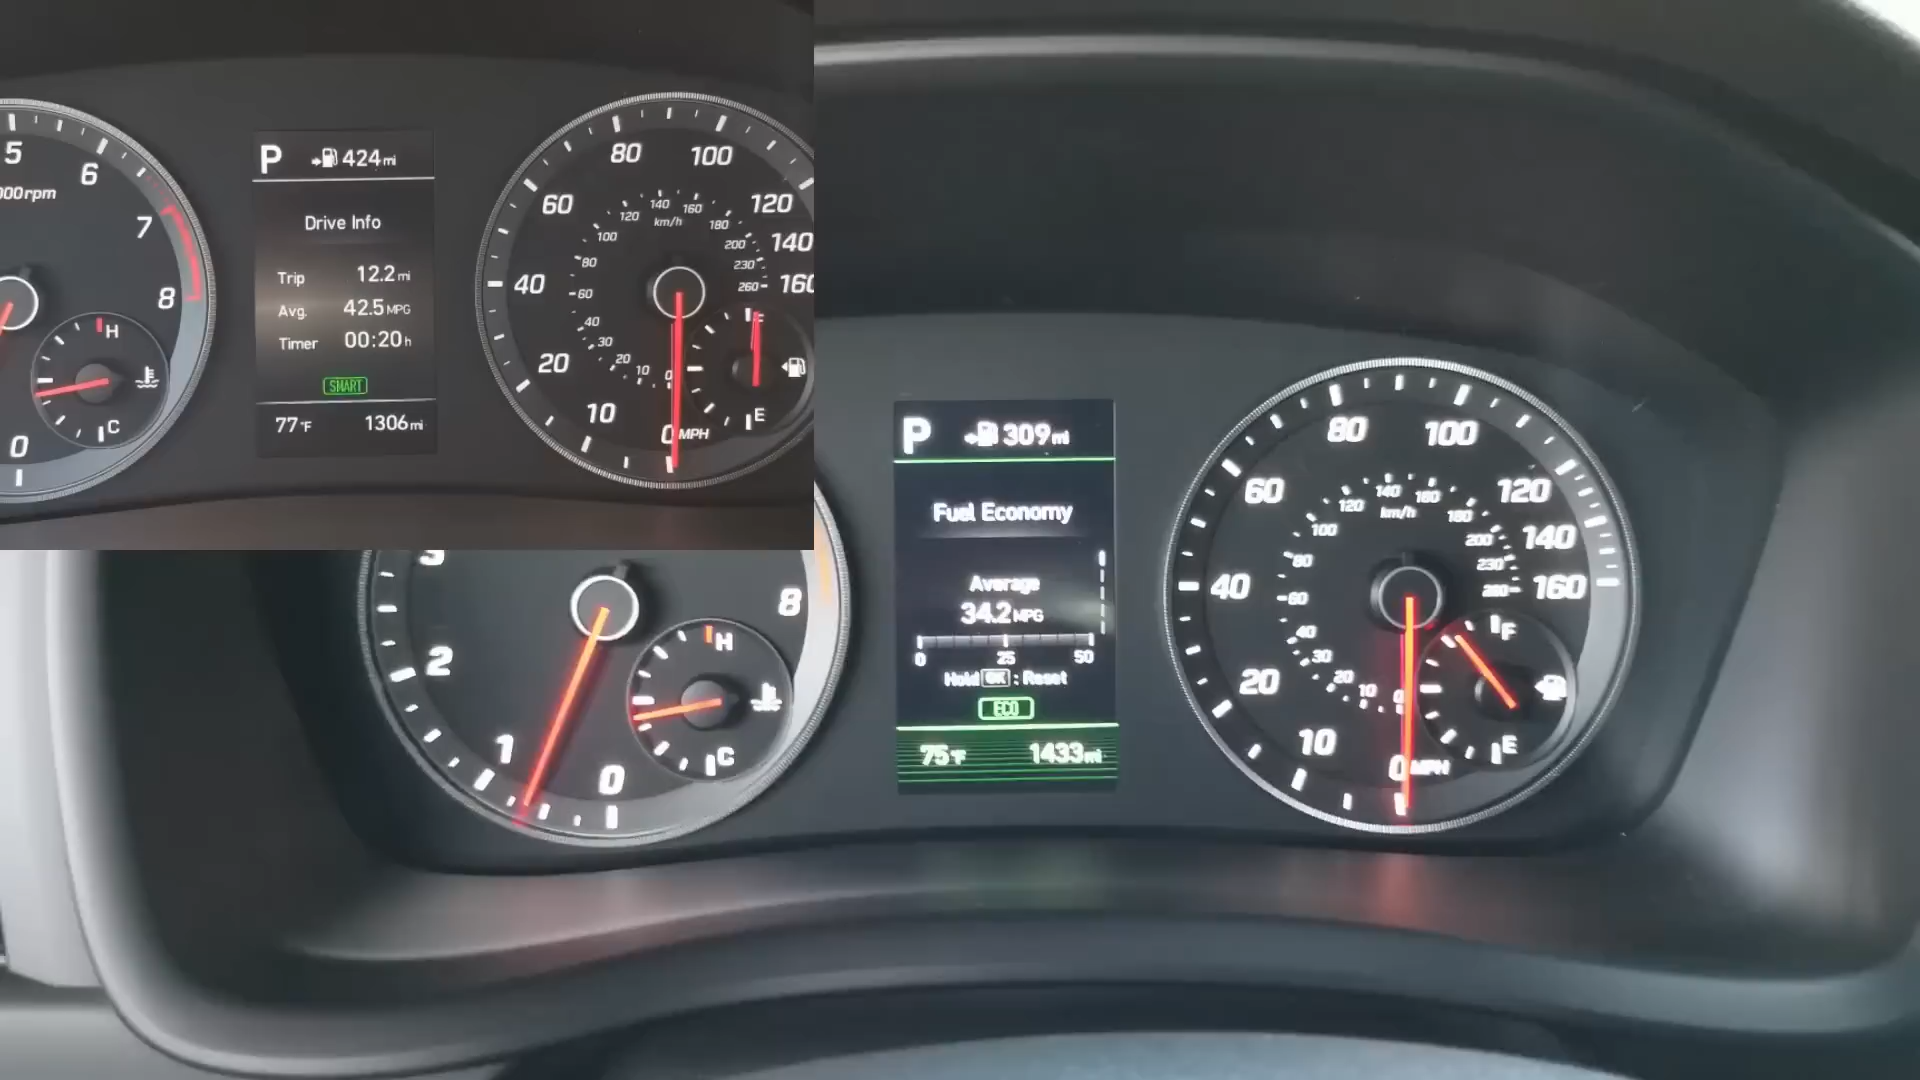 5
6
000rpm
7
8
H
C
0
P 424mi
Drive Info
Trip 12.2mi
Avg. 42.5MPG
Timer 00:20h
SMART
77°F 1306mi
80 100
60 120
140 160
120 km/h 180
100 200 140
80 230
40 60 260 160
40
30
20 20
10 0
10 E
0 MPH
3
8
H
2
C
1
0
P 309mi
Fuel Economy
Average
34.2MPG
0 25 50
Hold OK : Reset
ECO
75°F 1433mi
80 100
60 120
140 160
120 km/h 180
100 200 140
80 230
40 60 260 160
40 F
30
20 20
10 0
10 E
0 MPH